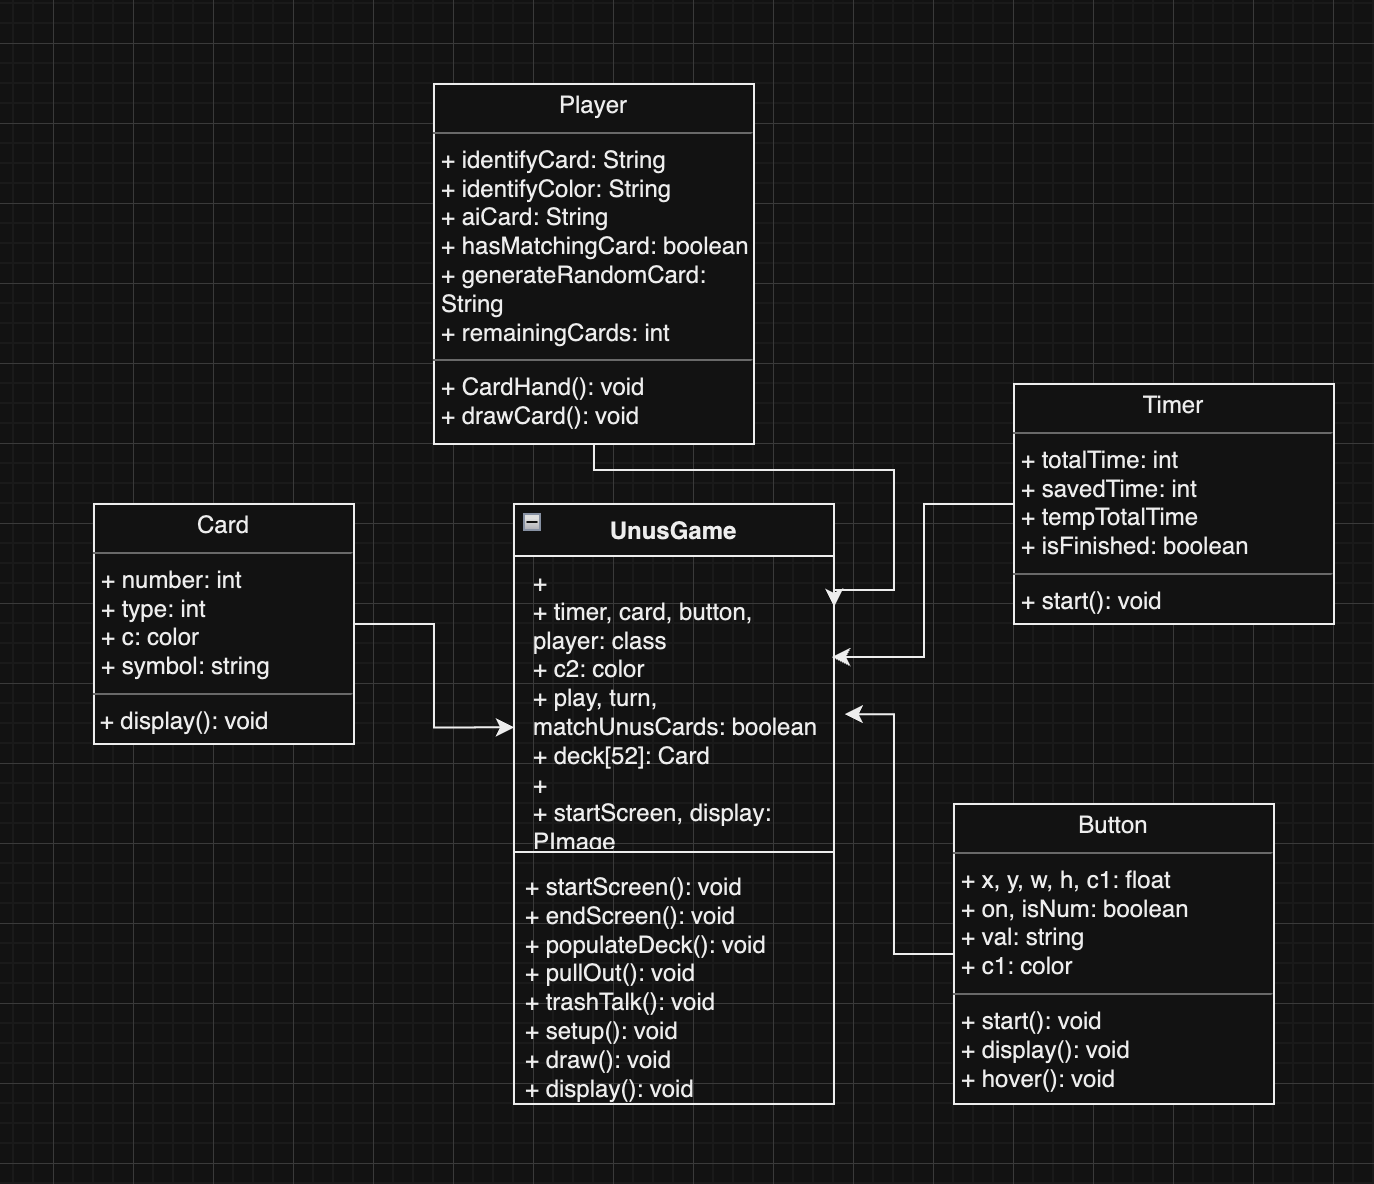 Player
+ identifyCard: String
+ identifyColor: String
+ aiCard: String
+ hasMatchingCard: boolean
+ generateRandomCard:
String
+ remainingCards: int
+ CardHand(): void
+ drawCard(): void
Timer
+ totalTime: int
+ savedTime: int
+ tempTotalTime
+ isFinished: boolean
+ start(): void
Card
+ number: int
+ type: int
+ c: color
+ symbol: string
+ display(): void
UnusGame
+
+ timer, card, button,
player: class
+ c2: color
+ play, turn,
matchUnusCards: boolean
+ deck[52]: Card
+
+ startScreen, display:
PImage
+ startScreen(): void
+ endScreen(): void
+ populateDeck(): void
+ pullOut(): void
+ trashTalk(): void
+ setup(): void
+ draw(): void
+ display(): void
Button
+ x, y, w, h, c1: float
+ on, isNum: boolean
+ val: string
+ c1: color
+ start(): void
+ display(): void
+ hover(): void